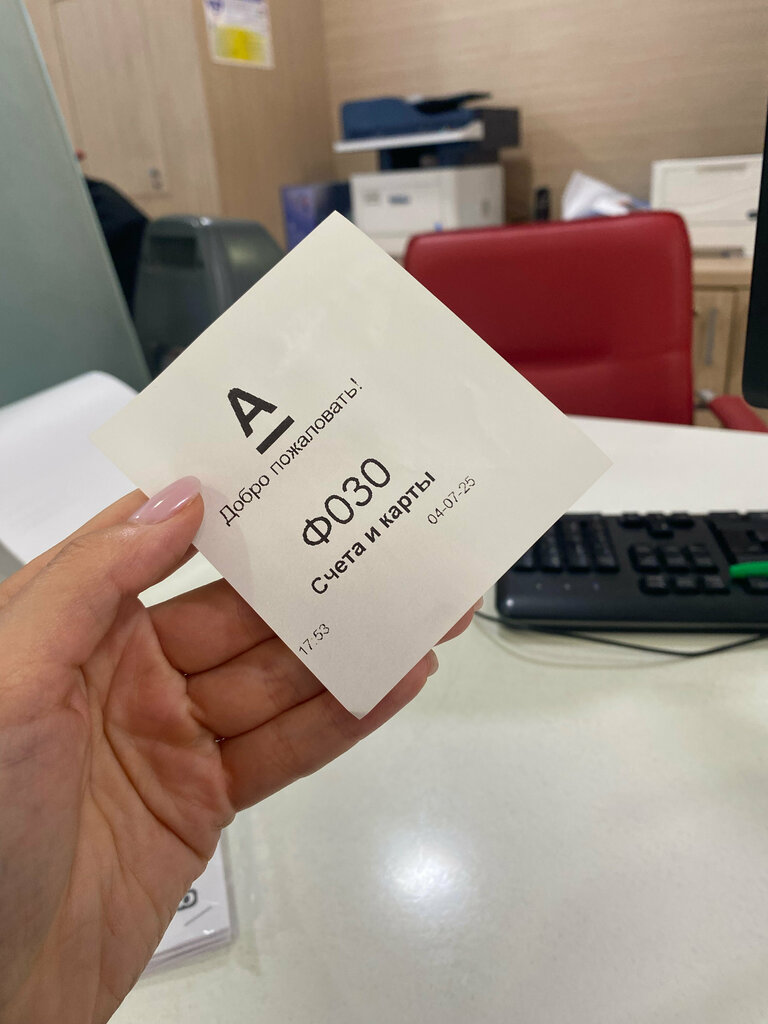 А
Добро пожаловать!
Ф030
Счета и карты
17:53 04-07-25